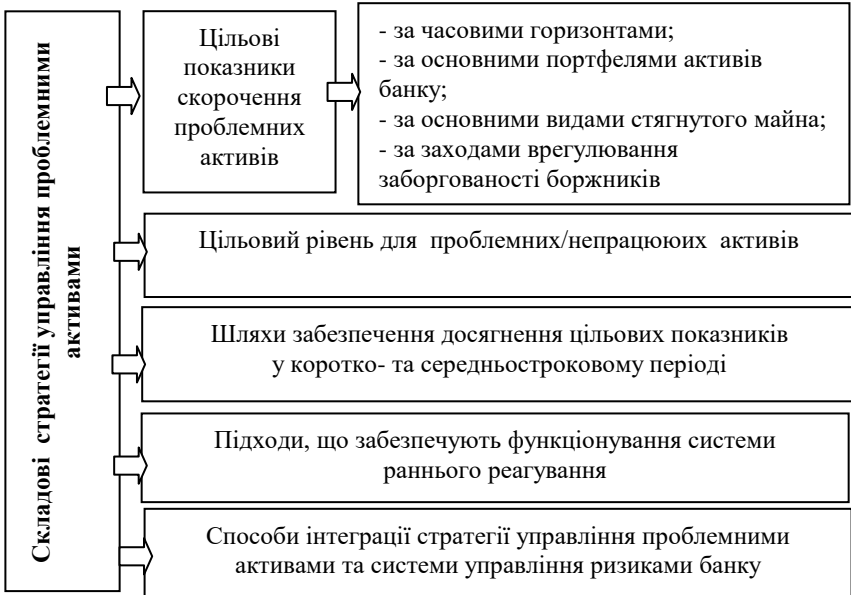 Складові стратегії управління проблемними
активами
Цільові
показники
скорочення
проблемних
активів
- за часовими горизонтами;
- за основними портфелями активів
банку;
- за основними видами стягнутого майна;
- за заходами врегулювання
заборгованості боржників
Цільовий рівень для проблемних/непрацюоих активів
Шляхи забезпечення досягнення цільових показників
у коротко- та середньостроковому періоді
Підходи, що забезпечують функціонування системи
раннього реагування
Способи інтеграції стратегії управління проблемними
активами та системи управління ризиками банку